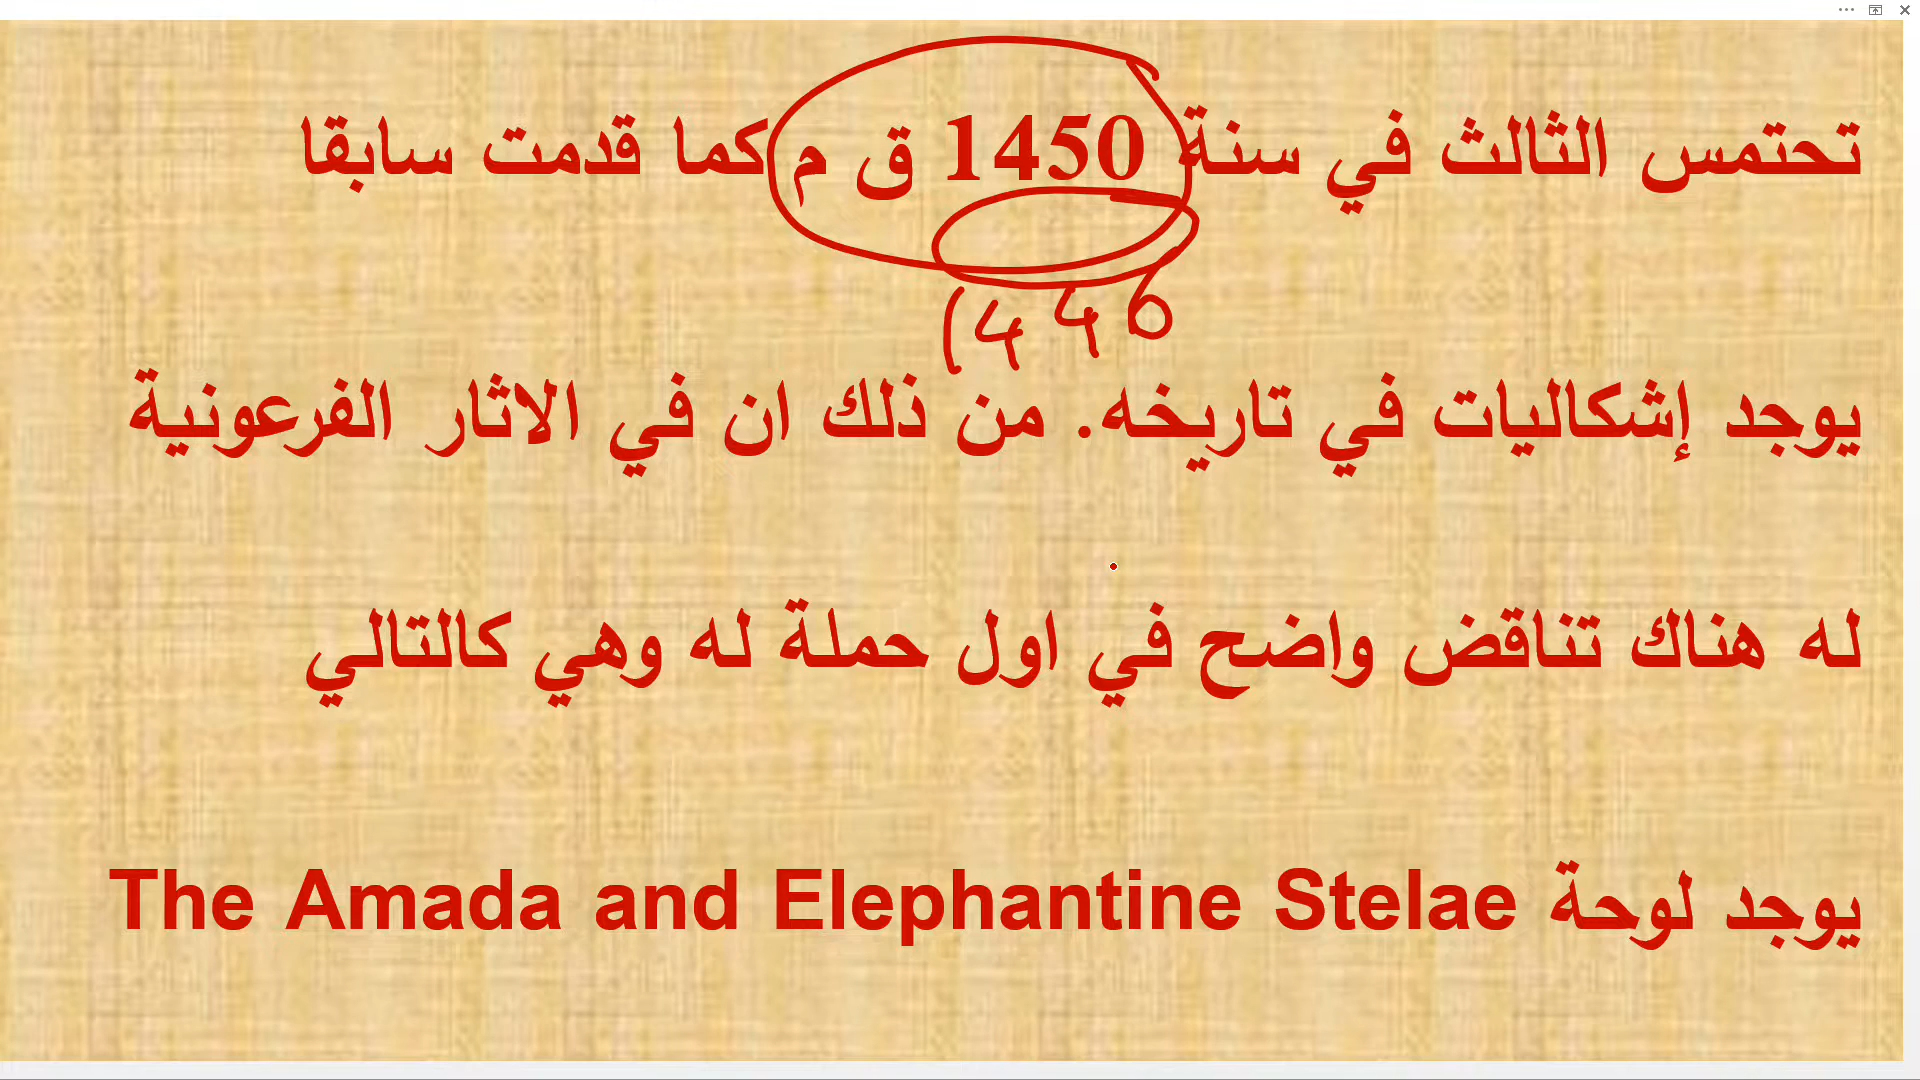 تحتمس الثالث في سنة 1450 ق م كما قدمت سابقا
1446
يوجد إشكاليات في تاريخه. من ذلك ان في الاثار الفرعونية
له هناك تناقض واضح في اول حملة له وهي كالتالي
يوجد لوحة The Amada and Elephantine Stelae